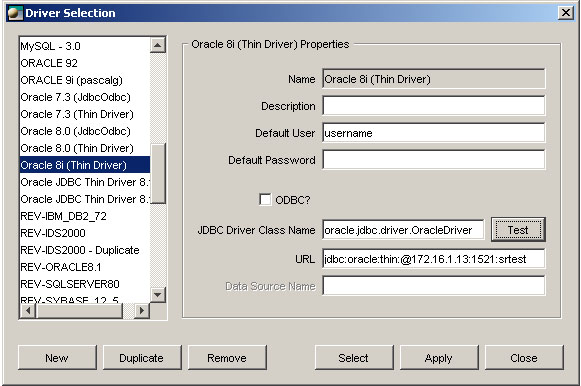 Driver Selection
MySQL - 3.0
ORACLE 92
ORACLE 9i (pascalg)
Oracle 7.3 (JdbcOdbc)
Oracle 7.3 (Thin Driver)
Oracle 8.0 (JdbcOdbc)
Oracle 8.0 (Thin Driver)
Oracle 8i (Thin Driver)
Oracle JDBC Thin Driver 8.
Oracle JDBC Thin Driver 8.
REV-IBM_DB2_72
REV-IDS2000
REV-IDS2000 - Duplicate
REV-ORACLE8.1
REV-SQLSERVER80
REV-SYBASE_12_5
Oracle 8i (Thin Driver) Properties
Name Oracle 8i (Thin Driver)
Description
Default User username
Default Password
ODBC?
JDBC Driver Class Name oracle.jdbc.driver.OracleDriver Test
URL jdbc:oracle:thin:@172.16.1.13:1521:srtest
Data Source Name
New Duplicate Remove Select Apply Close